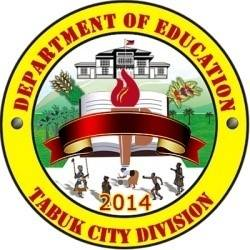 DEPARTMENT OF EDUCATION
2014
TABUK CITY DIVISION